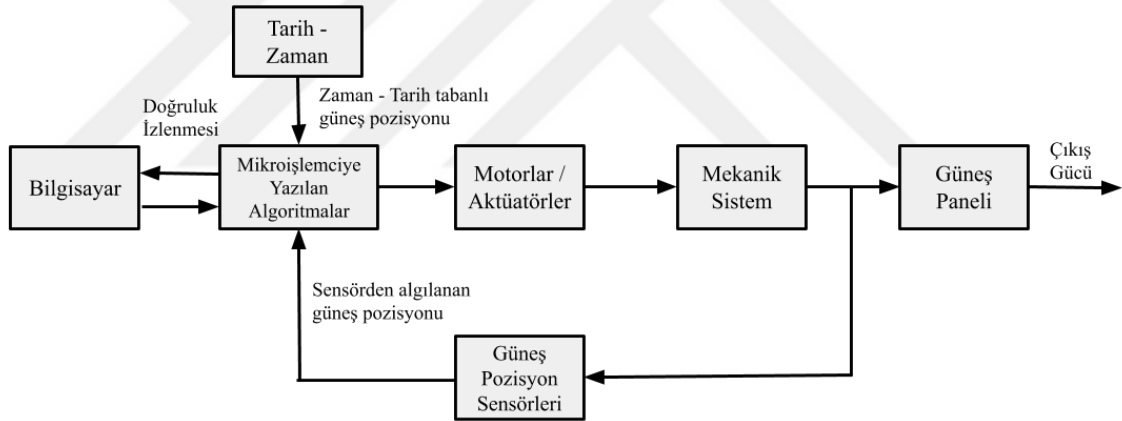 Tarih -
Zaman
Doğruluk
İzlenmesi
Zaman - Tarih tabanlı
güneş pozisyonu
Bilgisayar
Mikroişlemciye
Yazılan
Algoritmalar
Motorlar /
Aktüatörler
Mekanik
Sistem
Güneş
Paneli
Çıkış
Gücü
Sensörden algılanan
güneş pozisyonu
Güneş
Pozisyon
Sensörleri